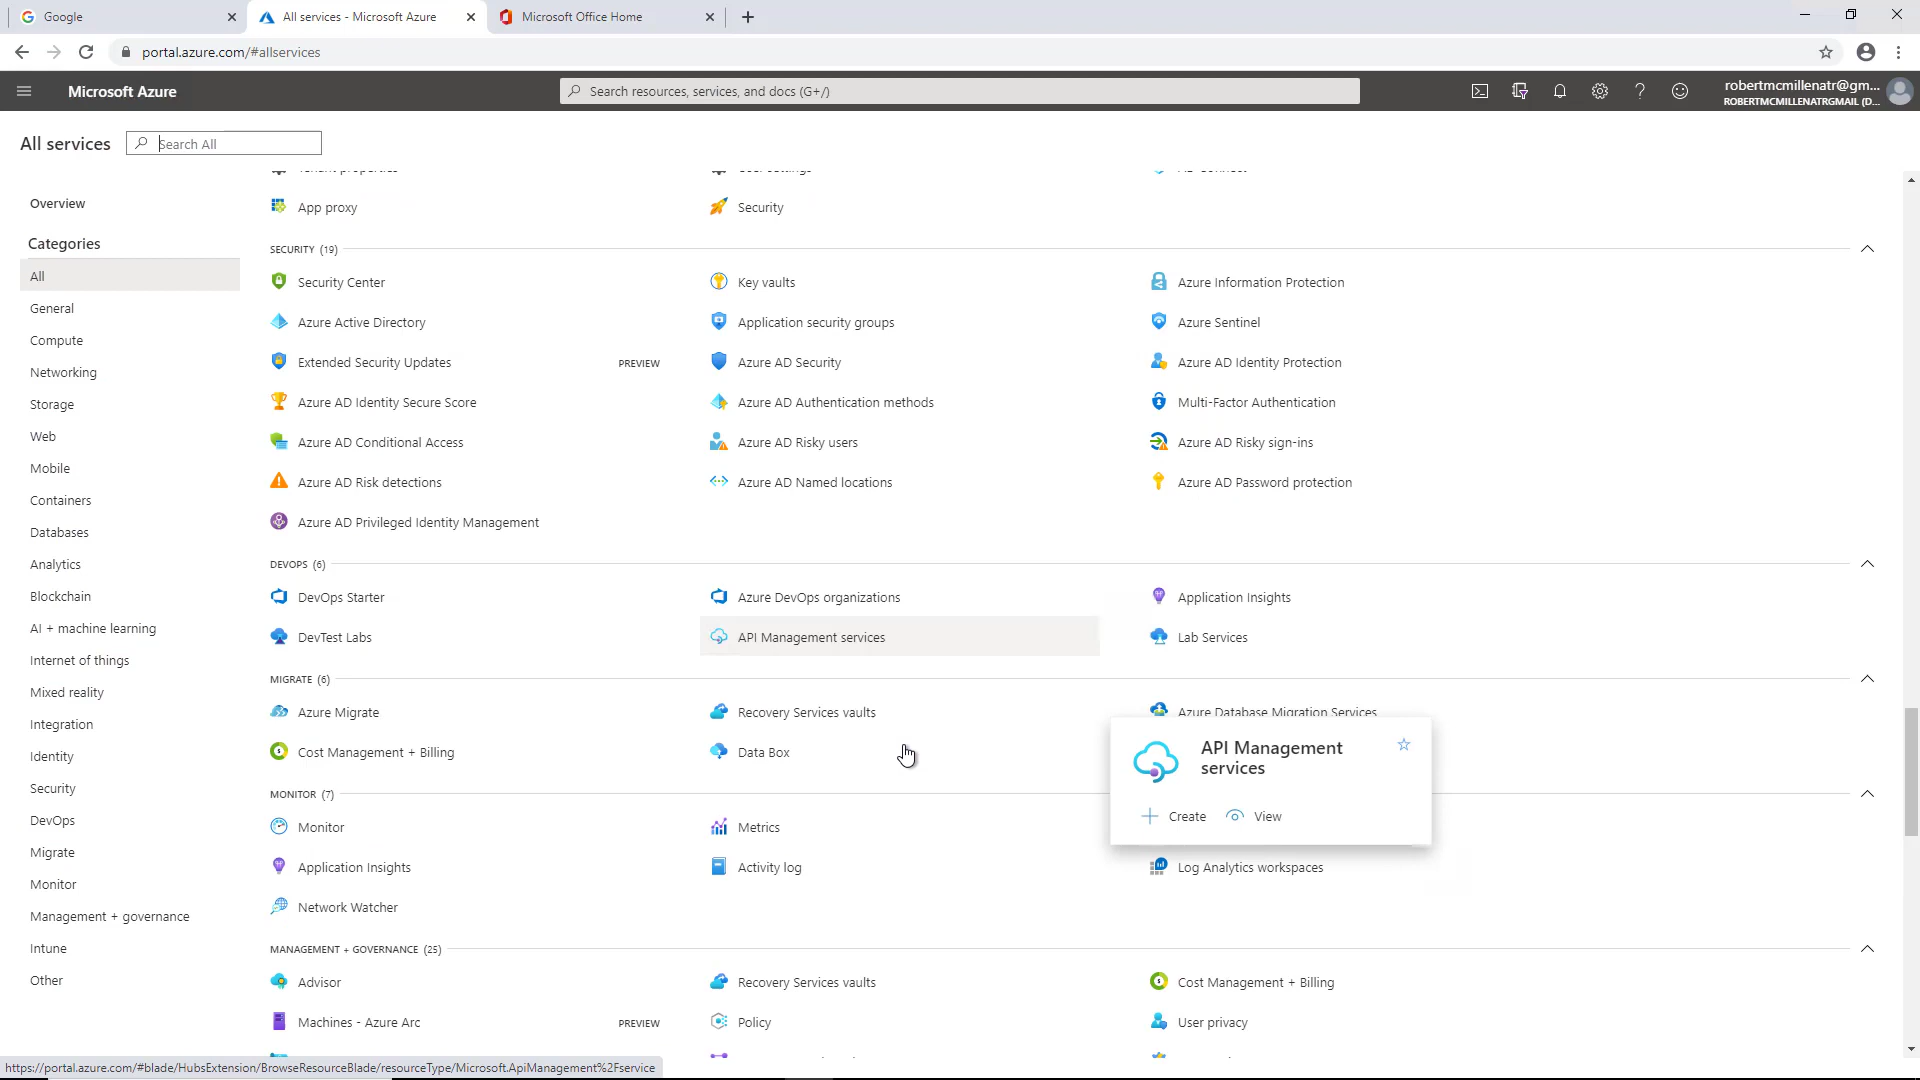 Google
All services - Microsoft Azure
Microsoft Office Home
portal.azure.com/#allservices
Microsoft Azure
Search resources, services, and docs (G+/)
robertmcmillenatr@gm...
ROBERTMCMILLENATRGMAIL (D...
All services
Search All
Overview
Categories
All
General
Compute
Networking
Storage
Web
Mobile
Containers
Databases
Analytics
Blockchain
AI + machine learning
Internet of things
Mixed reality
Integration
Identity
Security
DevOps
Migrate
Monitor
Management + governance
Intune
Other
App proxy
Security
SECURITY (19)
Security Center
Key vaults
Azure Information Protection
Azure Active Directory
Application security groups
Azure Sentinel
Extended Security Updates PREVIEW
Azure AD Security
Azure AD Identity Protection
Azure AD Identity Secure Score
Azure AD Authentication methods
Multi-Factor Authentication
Azure AD Conditional Access
Azure AD Risky users
Azure AD Risky sign-ins
Azure AD Risk detections
Azure AD Named locations
Azure AD Password protection
Azure AD Privileged Identity Management
DEVOPS (6)
DevOps Starter
Azure DevOps organizations
Application Insights
DevTest Labs
API Management services
Lab Services
MIGRATE (6)
Azure Migrate
Recovery Services vaults
Azure Database Migration Services
Cost Management + Billing
Data Box
API Management
services
Create
View
MONITOR (7)
Monitor
Metrics
Application Insights
Activity log
Log Analytics workspaces
Network Watcher
MANAGEMENT + GOVERNANCE (25)
Advisor
Recovery Services vaults
Cost Management + Billing
Machines - Azure Arc PREVIEW
Policy
User privacy
https://portal.azure.com/#blade/HubsExtension/BrowseResourceBlade/resourceType/Microsoft.ApiManagement%2Fservice